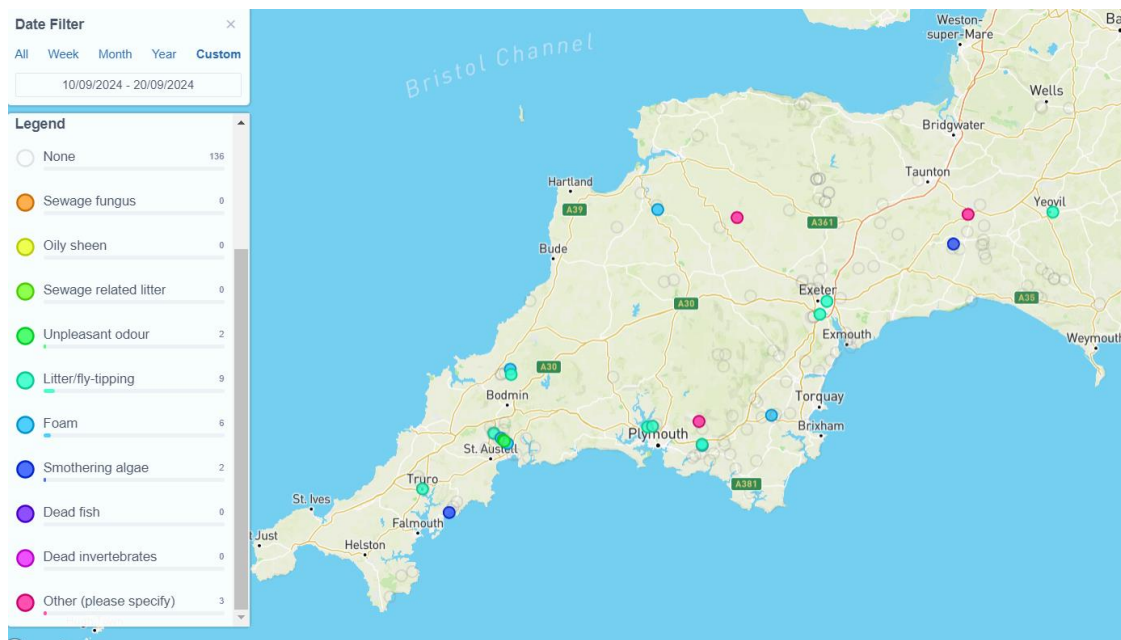 Date Filter ×
All Week Month Year Custom
10/09/2024 - 20/09/2024
Legend
None 136
Sewage fungus 0
Oily sheen 0
Sewage related litter 0
Unpleasant odour 2
Litter/fly-tipping 9
Foam 6
Smothering algae 2
Dead fish 0
Dead invertebrates 0
Other (please specify) 3
Bristol Channel
Weston-
super-Mare
Ba
Wells
Bridgwater
Taunton
Hartland
A39
Yeovil
A361
Bude
Exeter
A30
A35
Exmouth
Weymouth
A30
Bodmin
Torquay
Plymouth
Brixham
St. Austell
A381
Truro
St. Ives
Falmouth
t Just
Helston